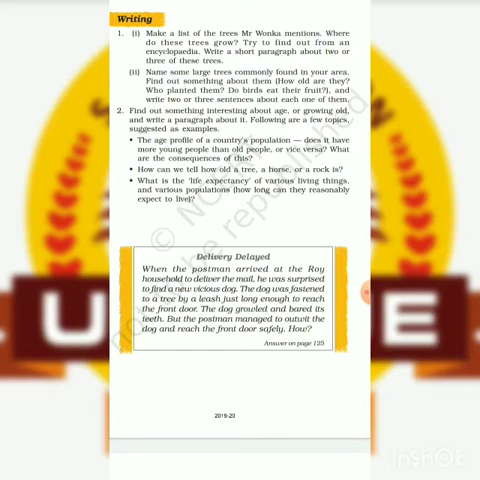 Writing
1. (i) Make a list of the trees Mr Wonka mentions. Where
do these trees grow? Try to find out from an
encyclopaedia. Write a short paragraph about two or
three of these trees.
(ii) Name some large trees commonly found in your area.
Find out something about them (How old are they?
Who planted them? Do birds eat their fruit?), and
write two or three sentences about each one of them.
2. Find out something interesting about age, or growing old,
and write a paragraph about it. Following are a few topics,
suggested as examples.
• The age profile of a country's population — does it have
more young people than old people, or vice versa? What
are the consequences of this?
• How can we tell how old a tree, a horse, or a rock is?
• What is the 'life expectancy' of various living things,
and various populations (how long can they reasonably
expect to live)?
not to be republished
Delivery Delayed
When the postman arrived at the Roy
household to deliver the mail, he was surprised
to find a new vicious dog. The dog was fastened
to a tree by a leash just long enough to reach
the front door. The dog growled and bared its
teeth. But the postman managed to outwit the
dog and reach the front door safely. How?
Answer on page 125
2019-20
U
E